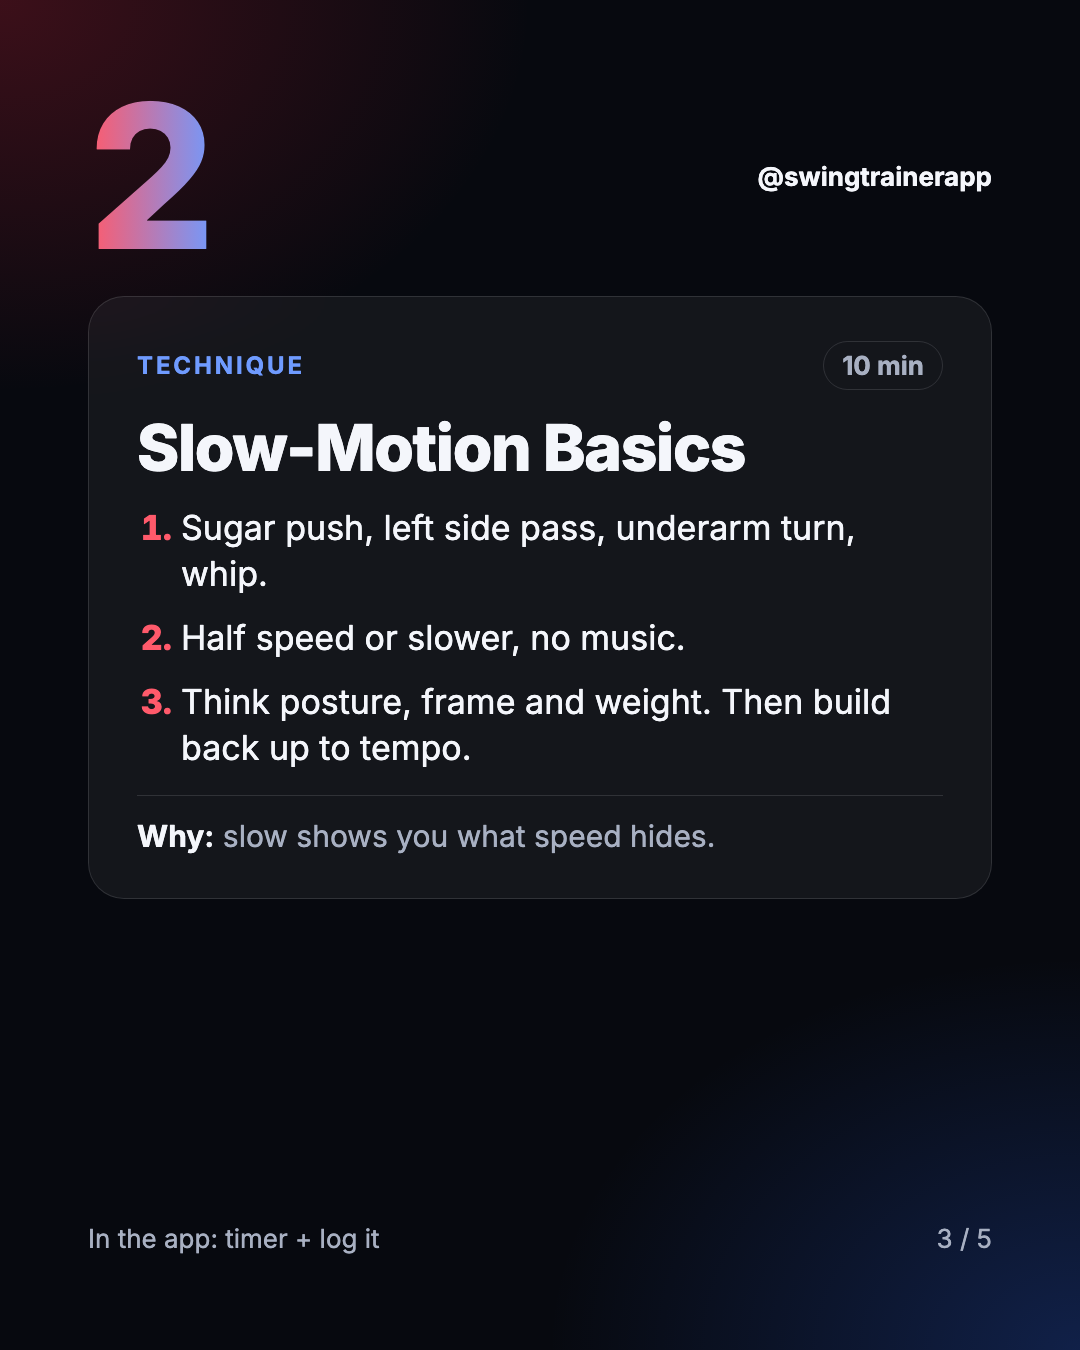 2
@swingtrainerapp
TECHNIQUE
10 min
Slow-Motion Basics
1. Sugar push, left side pass, underarm turn,
whip.
2. Half speed or slower, no music.
3. Think posture, frame and weight. Then build
back up to tempo.
Why: slow shows you what speed hides.
In the app: timer + log it
3 / 5